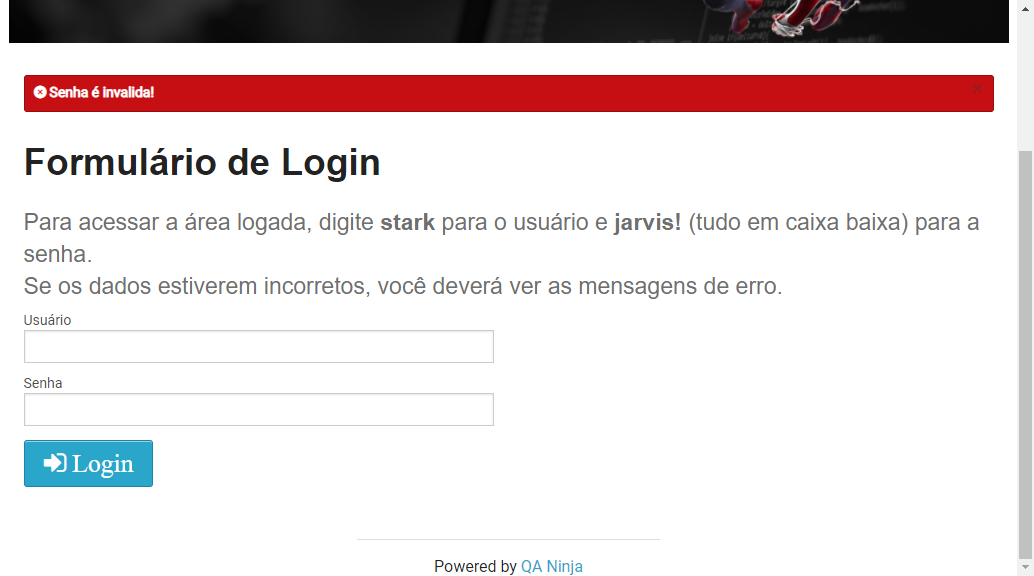 Senha é invalida!
×
Formulário de Login
Para acessar a área logada, digite stark para o usuário e jarvis! (tudo em caixa baixa) para a
senha.
Se os dados estiverem incorretos, você deverá ver as mensagens de erro.
Usuário
Senha
Login
Powered by QA Ninja